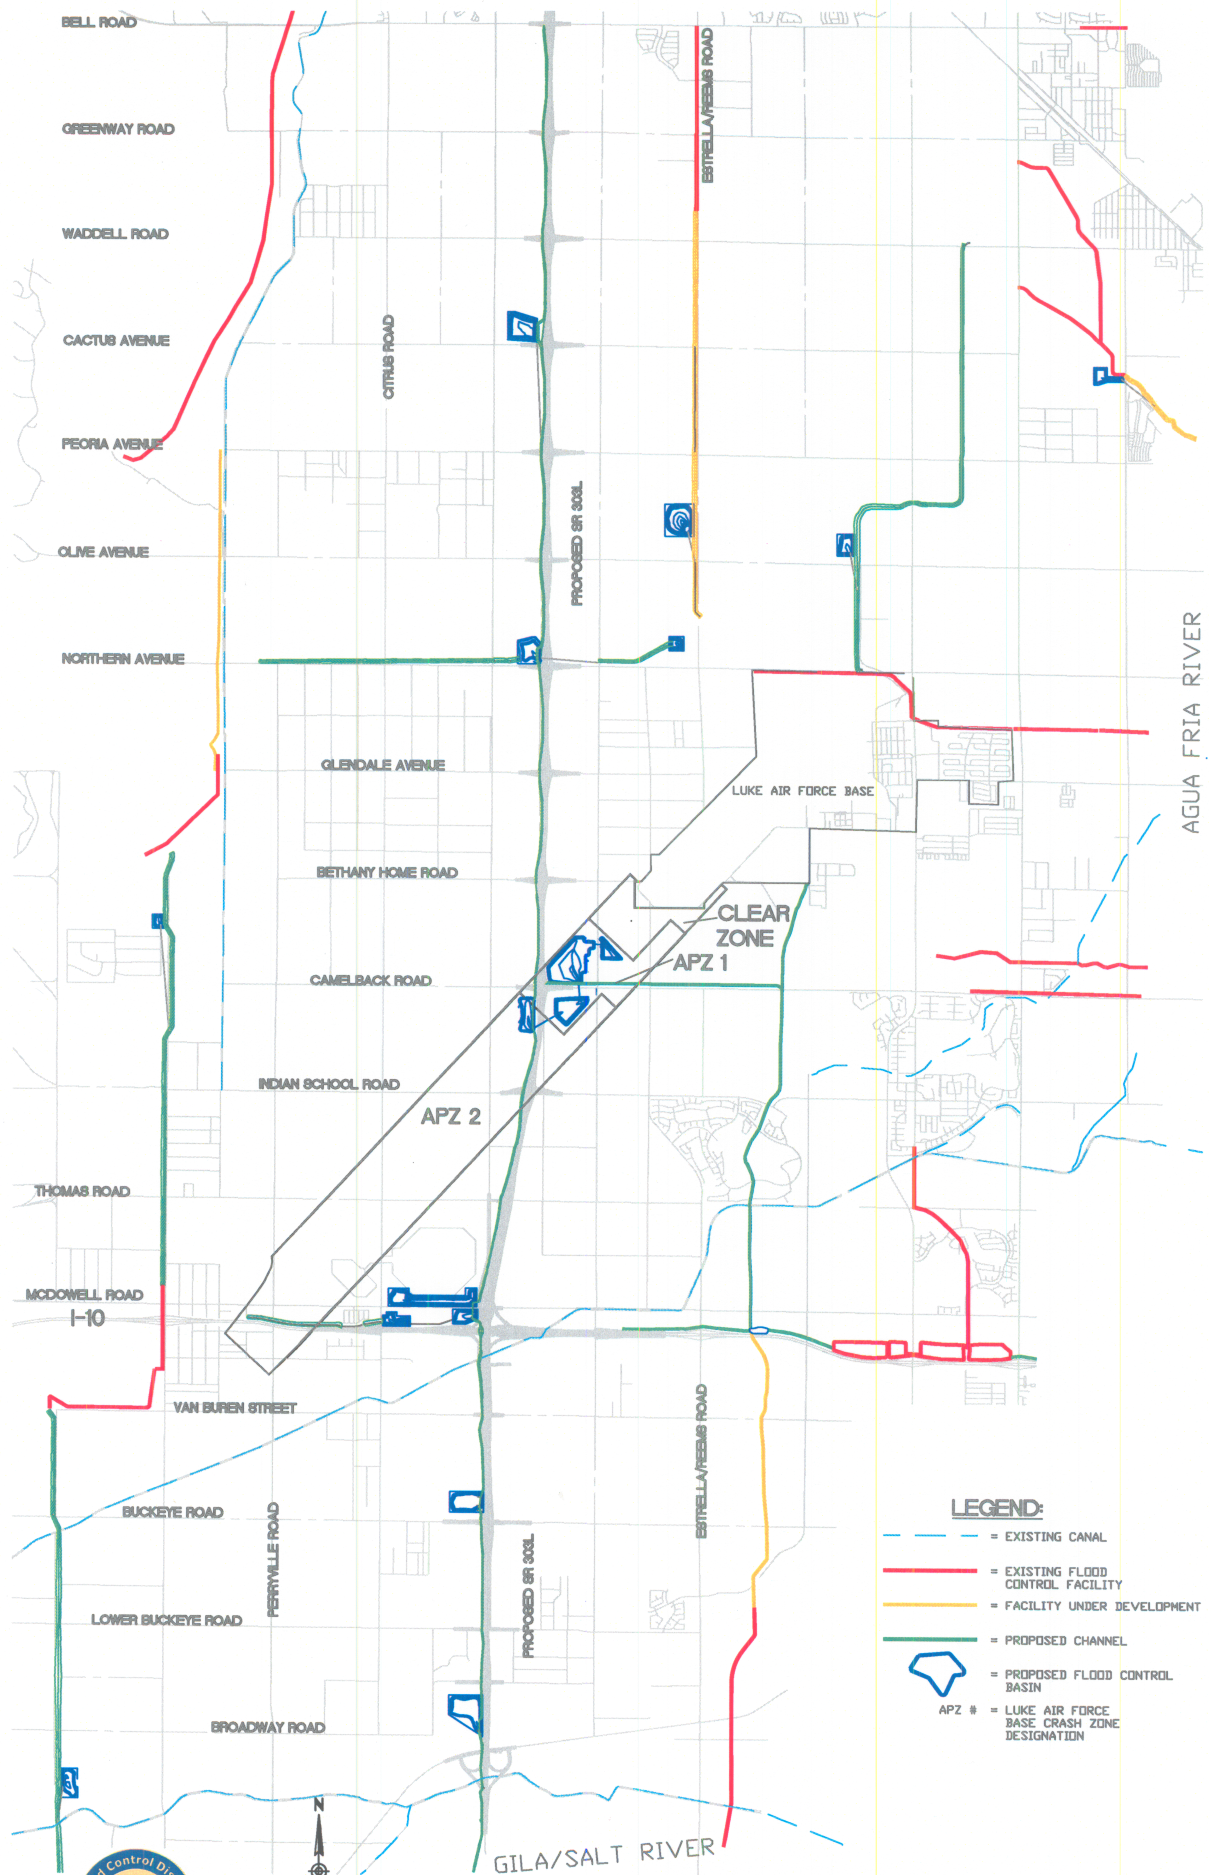 BELL ROAD
ESTRELLA/REEMS ROAD
GREENWAY ROAD
WADDELL ROAD
CACTUS AVENUE
CITRUS ROAD
PEORIA AVENUE
PROPOSED SR 303L
OLIVE AVENUE
NORTHERN AVENUE
AGUA FRIA RIVER
GLENDALE AVENUE
LUKE AIR FORCE BASE
BETHANY HOME ROAD
CLEAR
ZONE
APZ 1
CAMELBACK ROAD
INDIAN SCHOOL ROAD
APZ 2
THOMAS ROAD
MCDOWELL ROAD
I-10
VAN BUREN STREET
ESTRELLA/REEMS ROAD
BUCKEYE ROAD
PERRYVILLE ROAD
PROPOSED SR 303L
LOWER BUCKEYE ROAD
BROADWAY ROAD
LEGEND:
= EXISTING CANAL
= EXISTING FLOOD
CONTROL FACILITY
= FACILITY UNDER DEVELOPMENT
= PROPOSED CHANNEL
= PROPOSED FLOOD CONTROL
BASIN
APZ # = LUKE AIR FORCE
BASE CRASH ZONE
DESIGNATION
N
GILA/SALT RIVER
d Control Dis